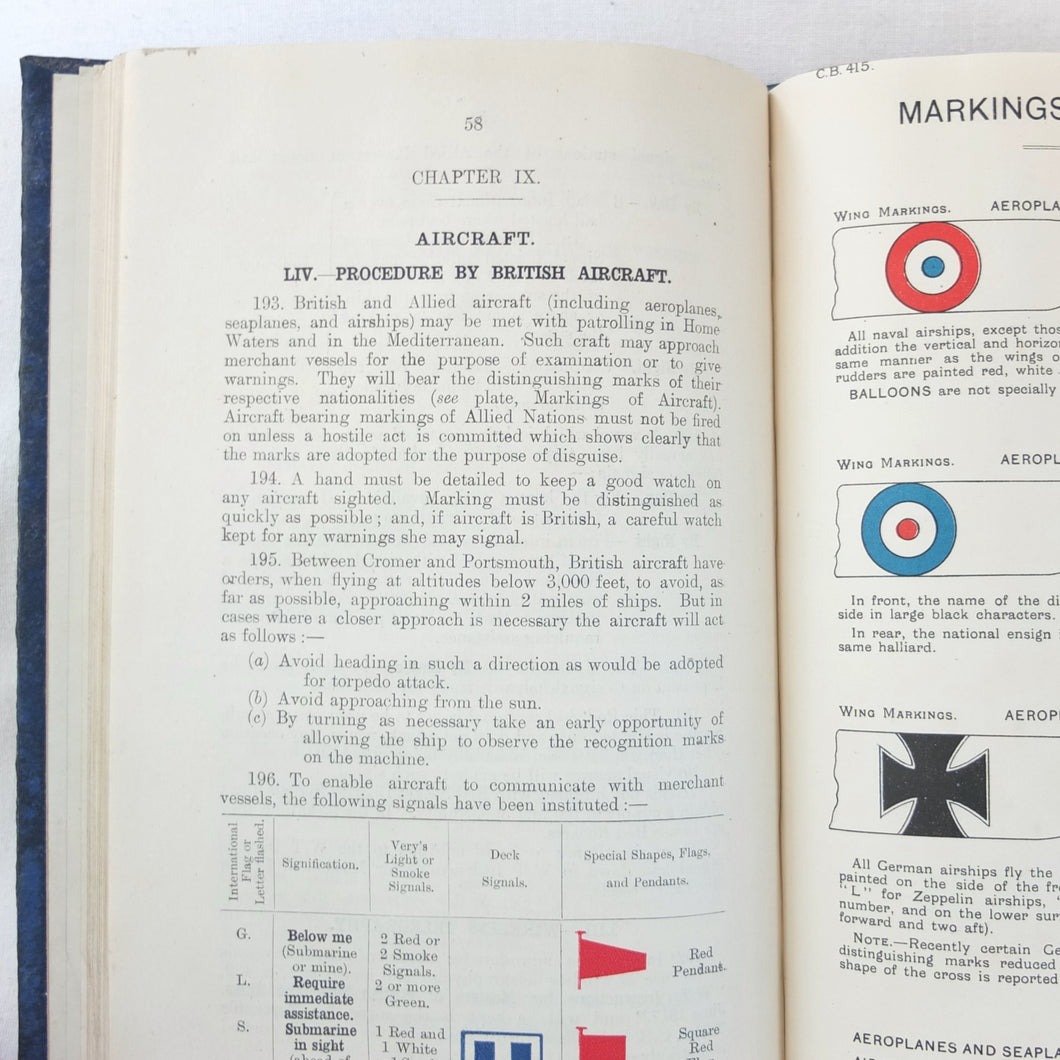 58
CHAPTER IX.
AIRCRAFT.
LIV.—PROCEDURE BY BRITISH AIRCRAFT.
193. British and Allied aircraft (including aeroplanes,
seaplanes, and airships) may be met with patrolling in Home
Waters and in the Mediterranean. Such craft may approach
merchant vessels for the purpose of examination or to give
warnings. They will bear the distinguishing marks of their
respective nationalities (see plate, Markings of Aircraft).
Aircraft bearing markings of Allied Nations must not be fired
on unless a hostile act is committed which shows clearly that
the marks are adopted for the purpose of disguise.
194. A hand must be detailed to keep a good watch on
any aircraft sighted. Marking must be distinguished as
quickly as possible; and, if aircraft is British, a careful watch
kept for any warnings she may signal.
195. Between Cromer and Portsmouth, British aircraft have
orders, when flying at altitudes below 3,000 feet, to avoid, as
far as possible, approaching within 2 miles of ships. But in
cases where a closer approach is necessary the aircraft will act
as follows :—
(a) Avoid heading in such a direction as would be adopted
for torpedo attack.
(b) Avoid approaching from the sun.
(c) By turning as necessary take an early opportunity of
allowing the ship to observe the recognition marks
on the machine.
196. To enable aircraft to communicate with merchant
vessels, the following signals have been instituted :—
International
Flag or
Letter flashed.
Signification.
Very's
Light or
Smoke
Signals.
Deck
Signals.
Special Shapes, Flags,
and Pendants.
G.
Below me
(Submarine
or mine).
2 Red or
2 Smoke
Signals.
Red
Pendant.
L.
Require
immediate
assistance.
2 or more
Green.
S.
Submarine
in sight
(ahead of
1 Red and
1 White
Square
Red
C.B. 415.
MARKINGS
WING MARKINGS. AEROPLA
All naval airships, except thos
addition the vertical and horizon
same manner as the wings o
rudders are painted red, white
BALLOONS are not specially
WING MARKINGS. AEROPL
In front, the name of the di
side in large black characters.
In rear, the national ensign
same halliard.
WING MARKINGS. AEROPL
All German airships fly the
painted on the side of the fr
"L" for Zeppelin airships, "
number, and on the lower sur
forward and two aft).
NOTE.—Recently certain Ge
distinguishing marks reduced
shape of the cross is reported
AEROPLANES AND SEAPLA